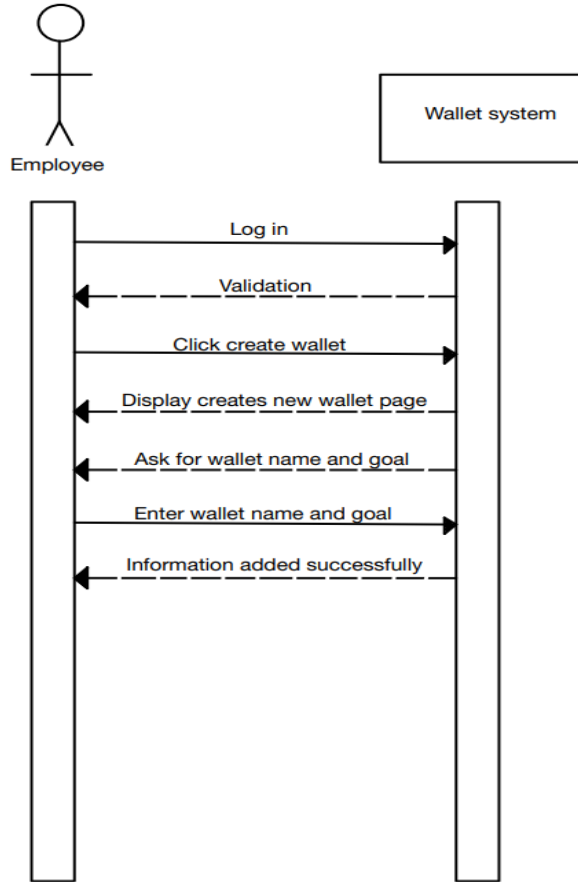 Wallet system
Employee
Log in
Validation
Click create wallet
Display creates new wallet page
Ask for wallet name and goal
Enter wallet name and goal
Information added successfully